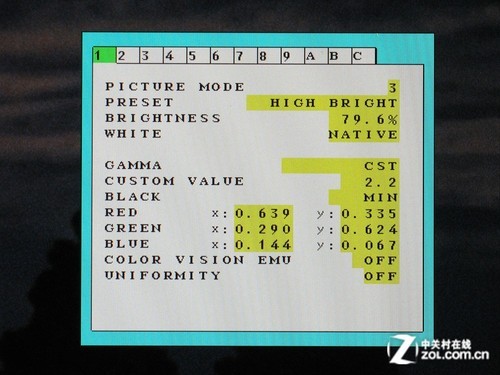 1 2 3 4 5 6 7 8 9 A B C
PICTURE MODE 3
PRESET HIGH BRIGHT
BRIGHTNESS 79.6%
WHITE NATIVE
GAMMA CST
CUSTOM VALUE 2.2
BLACK MIN
RED x:0.639 y:0.335
GREEN x:0.290 y:0.624
BLUE x:0.144 y:0.067
COLOR VISION EMU OFF
UNIFORMITY OFF
Z 中关村在线
ZOL.COM.CN